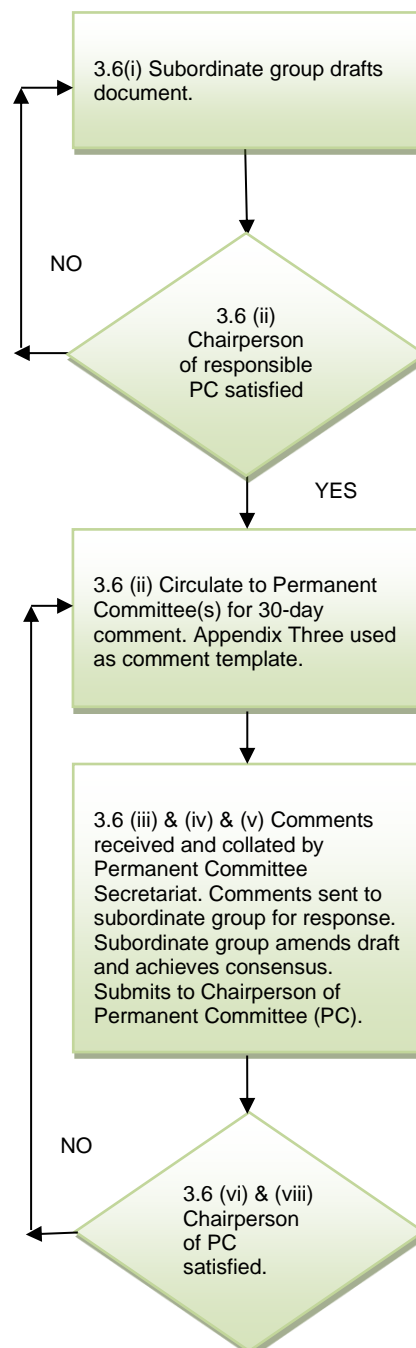 3.6(i) Subordinate group drafts
document.
NO
3.6 (ii)
Chairperson
of responsible
PC satisfied
YES
3.6 (ii) Circulate to Permanent
Committee(s) for 30-day
comment. Appendix Three used
as comment template.
3.6 (iii) & (iv) & (v) Comments
received and collated by
Permanent Committee
Secretariat. Comments sent to
subordinate group for response.
Subordinate group amends draft
and achieves consensus.
Submits to Chairperson of
Permanent Committee (PC).
NO
3.6 (vi) & (viii)
Chairperson
of PC
satisfied.